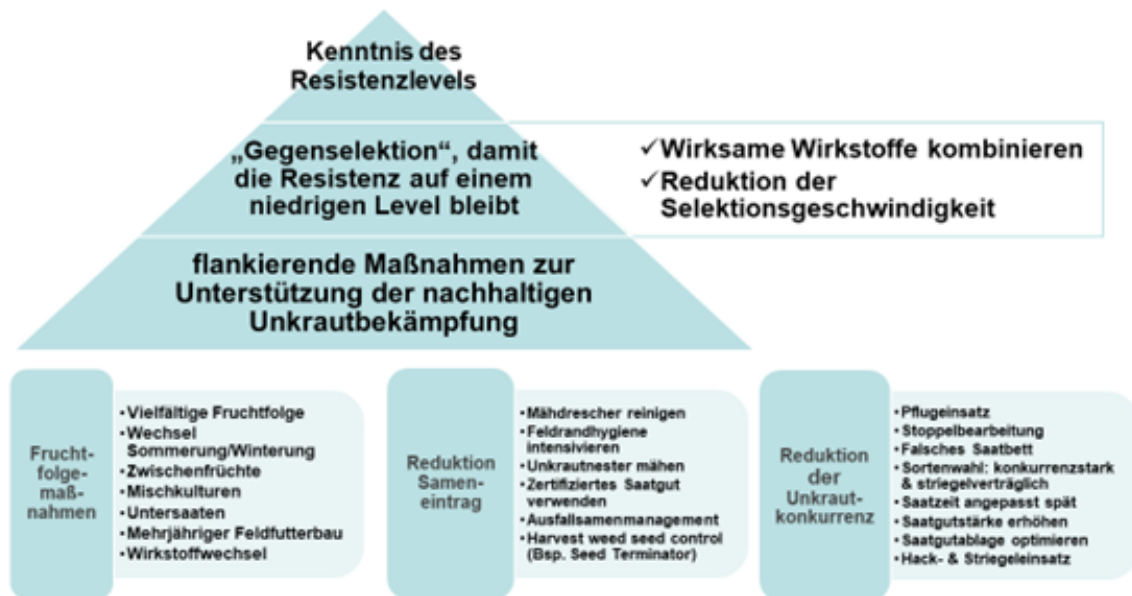 Kenntnis des
Resistenzlevels
„Gegenselektion“, damit
die Resistenz auf einem
niedrigen Level bleibt
✓Wirksame Wirkstoffe kombinieren
✓Reduktion der
Selektionsgeschwindigkeit
flankierende Maßnahmen zur
Unterstützung der nachhaltigen
Unkrautbekämpfung
Frucht-
folge-
maß-
nahmen
•Vielfältige Fruchtfolge
•Wechsel
Sommerung/Winterung
•Zwischenfrüchte
•Mischkulturen
•Untersaaten
•Mehrjähriger Feldfutterbau
•Wirkstoffwechsel
Reduktion
Samen-
eintrag
•Mähdrescher reinigen
•Feldrandhygiene
intensivieren
•Unkrautnester mähen
•Zertifiziertes Saatgut
verwenden
•Ausfallsamenmanagement
•Harvest weed seed control
(Bsp. Seed Terminator)
Reduktion
der
Unkraut-
konkurrenz
•Pflugeinsatz
•Stoppelbearbeitung
•Falsches Saatbett
•Sortenwahl: konkurrenzstark
& striegelverträglich
•Saatzeit angepasst spät
•Saatgutstärke erhöhen
•Saatgutablage optimieren
•Hack- & Striegeleinsatz